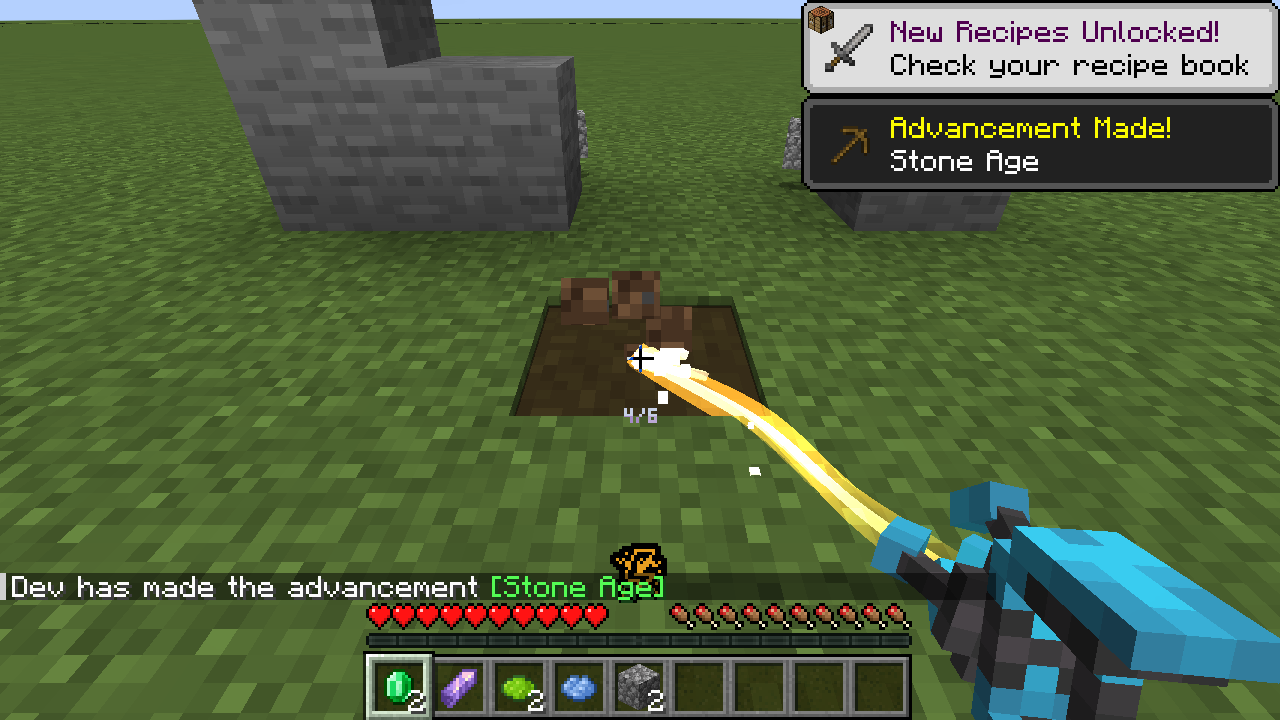 New Recipes Unlocked!
Check your recipe book
Advancement Made!
Stone Age
4/6
Dev has made the advancement [Stone Age]
2
2
2